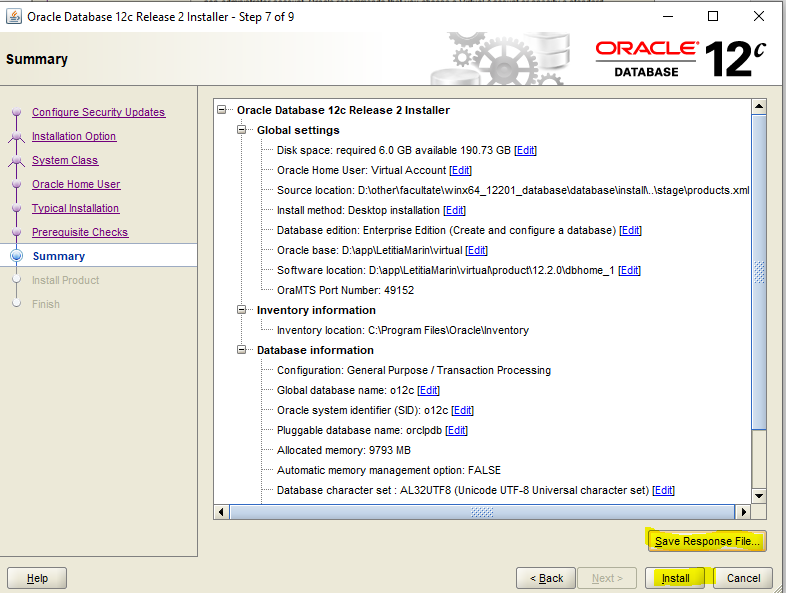 Oracle Database 12c Release 2 Installer - Step 7 of 9
Summary
ORACLE® 12c
DATABASE
Configure Security Updates
Installation Option
System Class
Oracle Home User
Typical Installation
Prerequisite Checks
Summary
Install Product
Finish
Oracle Database 12c Release 2 Installer
Global settings
Disk space: required 6.0 GB available 190.73 GB [Edit]
Oracle Home User: Virtual Account [Edit]
Source location: D:\other\facultate\winx64_12201_database\database\install\..\stage\products.xml
Install method: Desktop installation [Edit]
Database edition: Enterprise Edition (Create and configure a database) [Edit]
Oracle base: D:\app\LetitiaMarin\virtual [Edit]
Software location: D:\app\LetitiaMarin\virtual\product\12.2.0\dbhome_1 [Edit]
OraMTS Port Number: 49152
Inventory information
Inventory location: C:\Program Files\Oracle\Inventory
Database information
Configuration: General Purpose / Transaction Processing
Global database name: o12c [Edit]
Oracle system identifier (SID): o12c [Edit]
Pluggable database name: orclpdb [Edit]
Allocated memory: 9793 MB
Automatic memory management option: FALSE
Database character set : AL32UTF8 (Unicode UTF-8 Universal character set) [Edit]
Save Response File...
Help
< Back
Next >
Install
Cancel